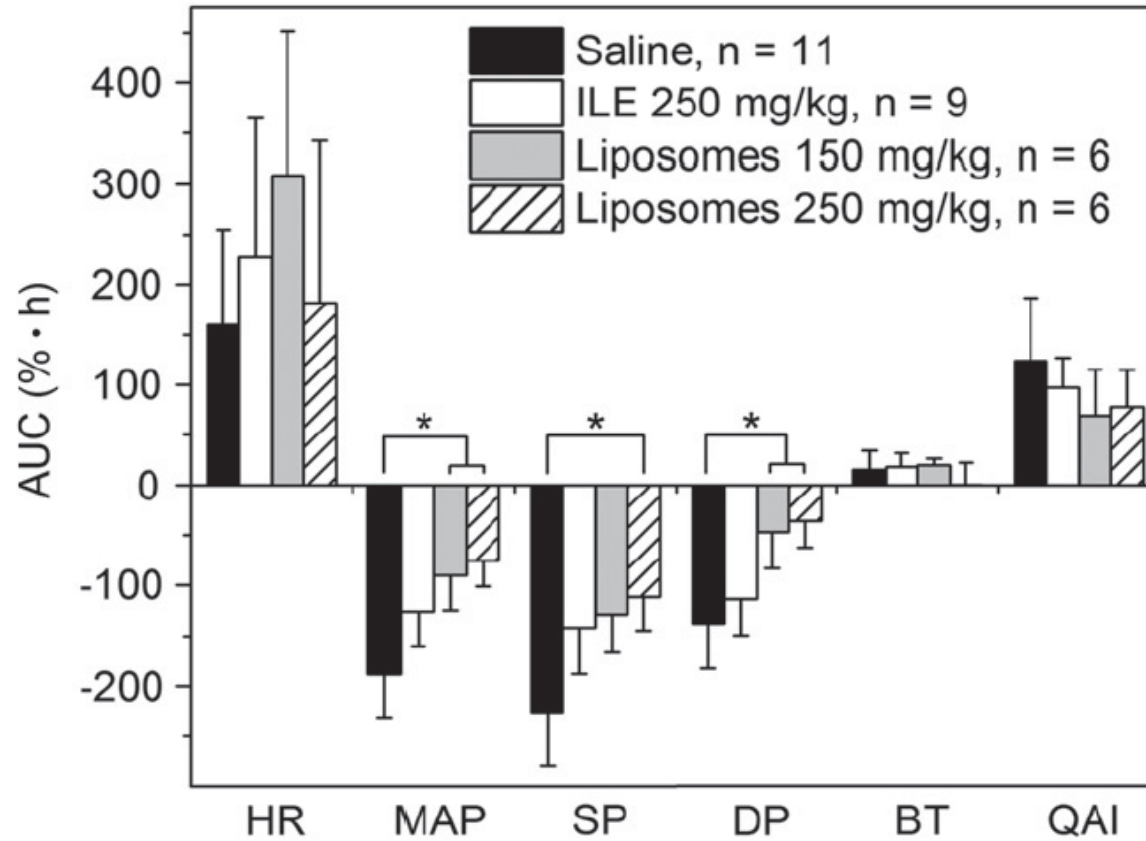 Saline, n = 11
ILE 250 mg/kg, n = 9
Liposomes 150 mg/kg, n = 6
Liposomes 250 mg/kg, n = 6
AUC (% • h)
400
300
200
100
0
-100
-200
*
*
*
HR MAP SP DP BT QAI